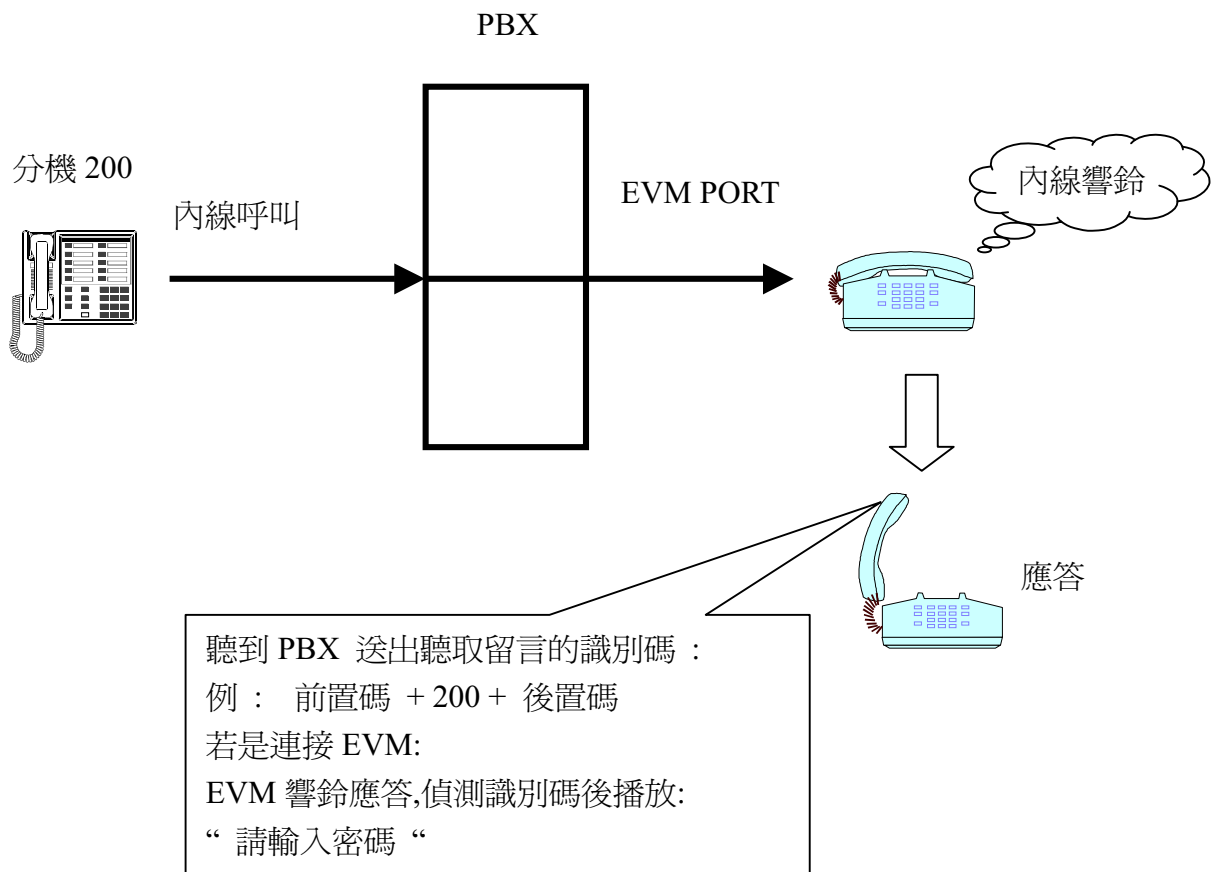 PBX
分機 200
內線呼叫
EVM PORT
內線響鈴
應答
聽到 PBX 送出聽取留言的識別碼 :
例 : 前置碼 + 200 + 後置碼
若是連接 EVM:
EVM 響鈴應答,偵測識別碼後播放:
“ 請輸入密碼 “